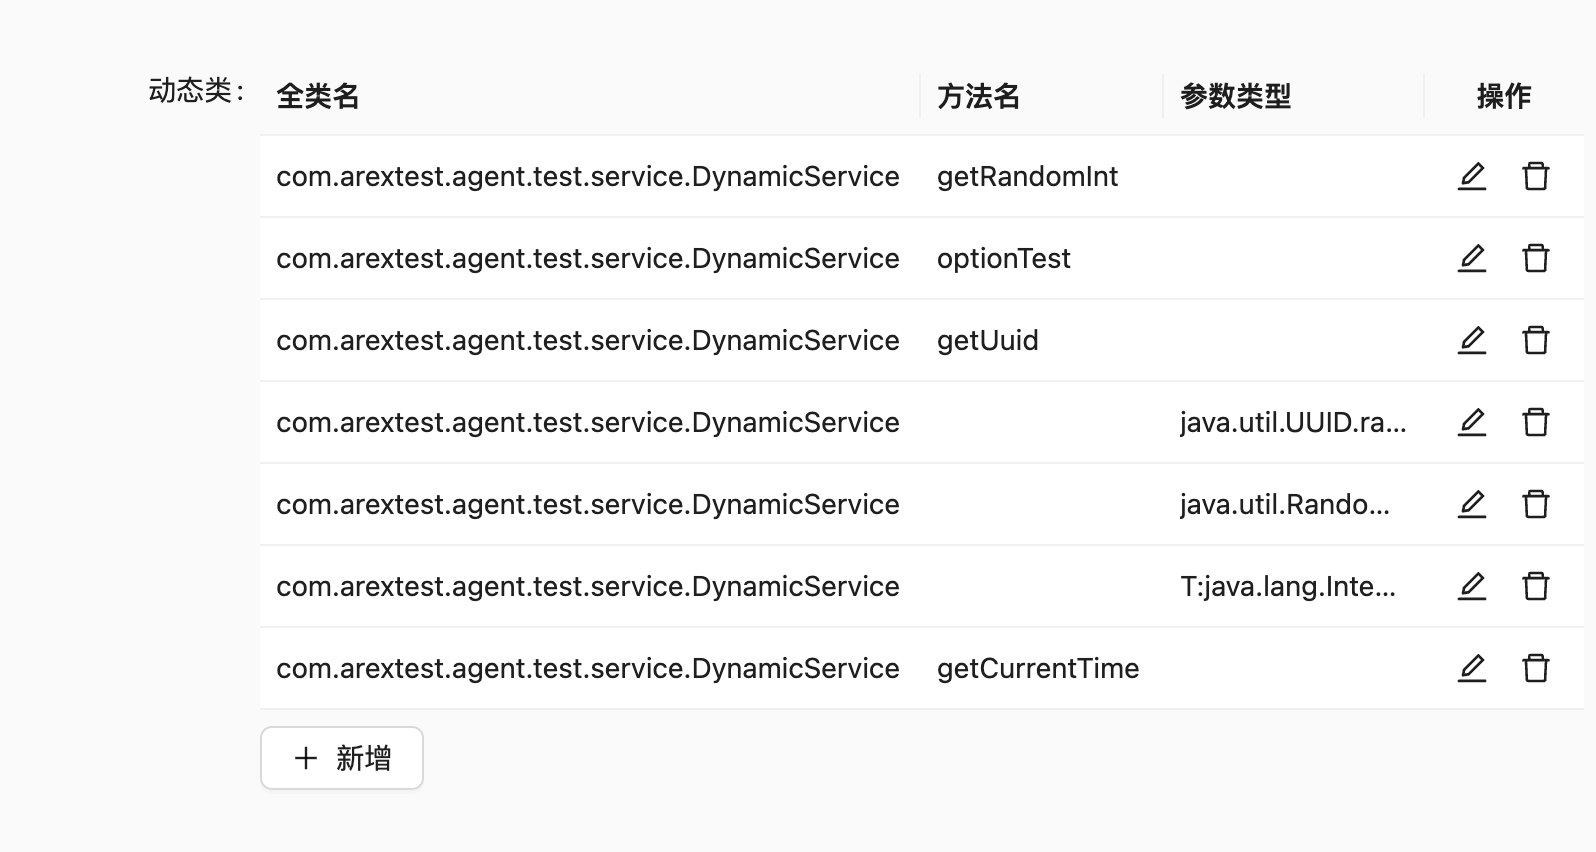 动态类: 全类名 方法名 参数类型 操作
com.arextest.agent.test.service.DynamicService getRandomInt
com.arextest.agent.test.service.DynamicService optionTest
com.arextest.agent.test.service.DynamicService getUuid
com.arextest.agent.test.service.DynamicService java.util.UUID.ra...
com.arextest.agent.test.service.DynamicService java.util.Rando...
com.arextest.agent.test.service.DynamicService T:java.lang.Inte...
com.arextest.agent.test.service.DynamicService getCurrentTime
+ 新增